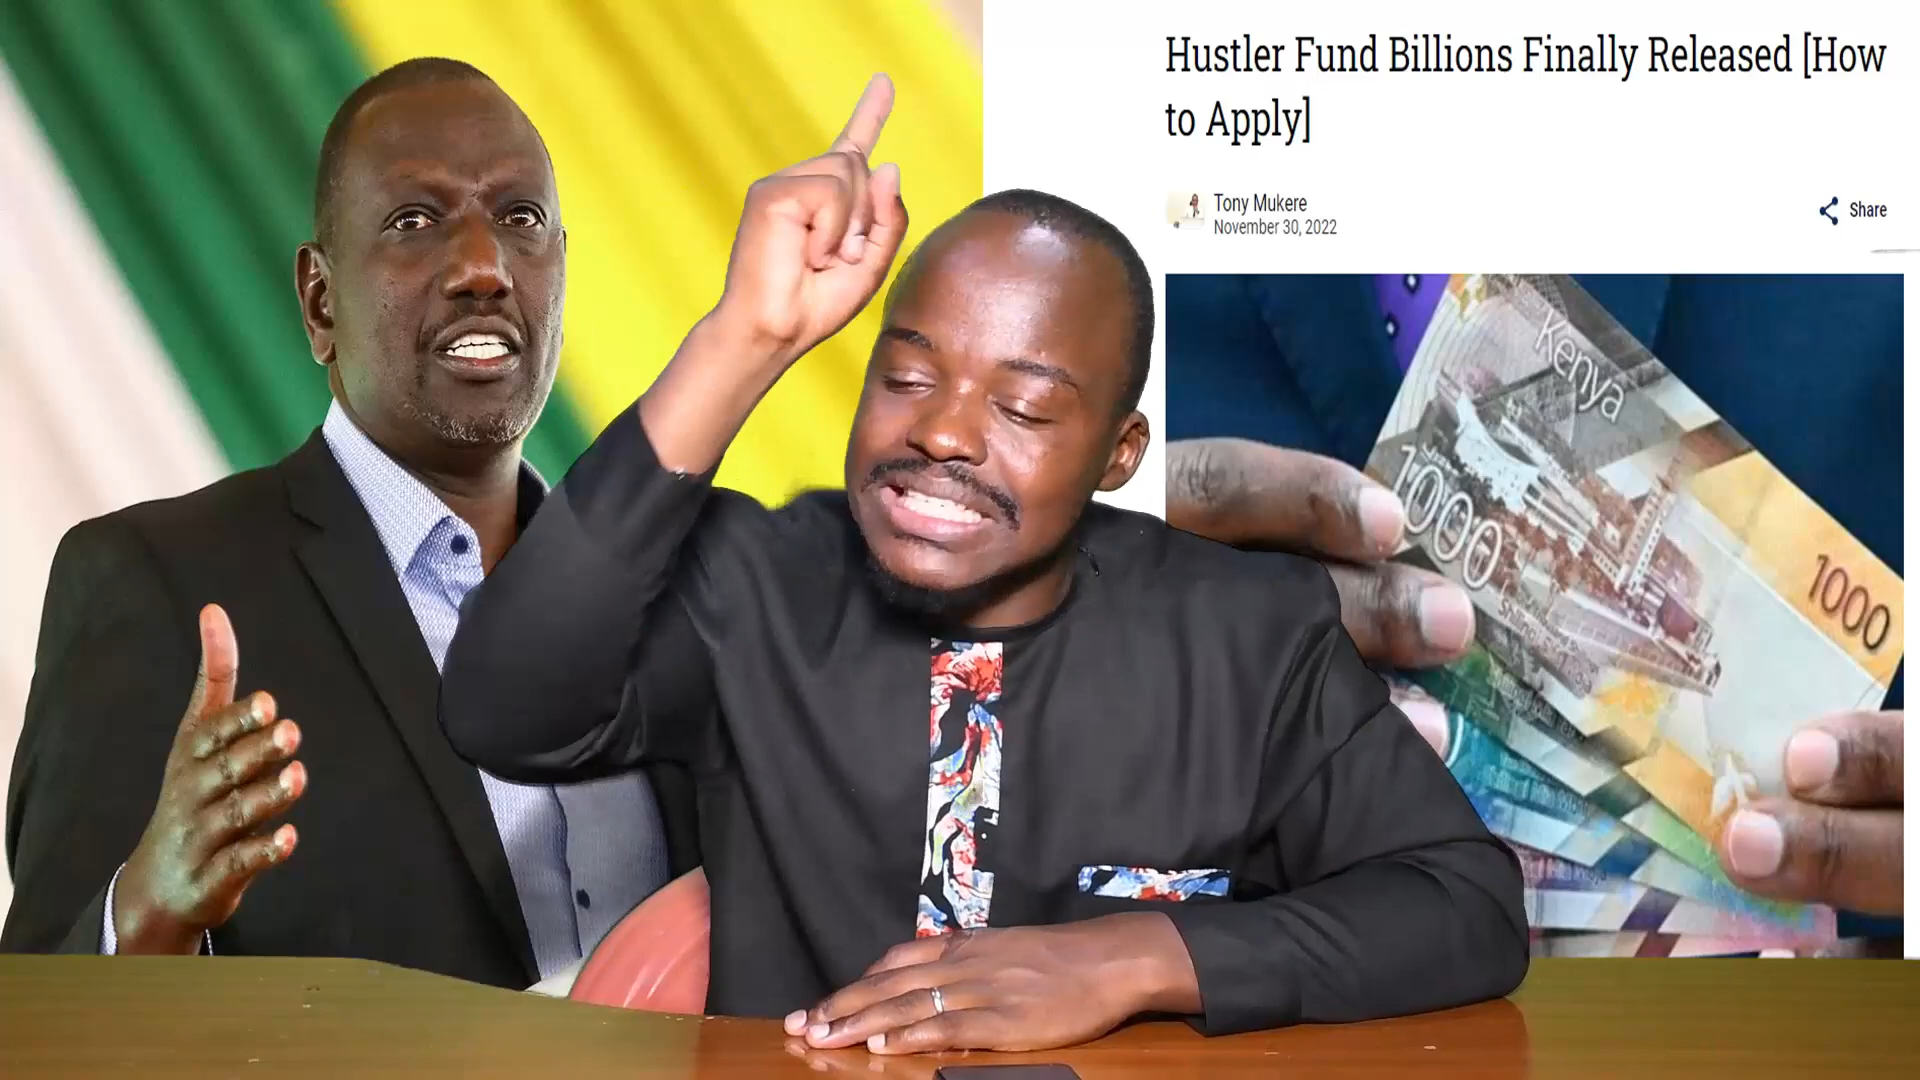 Hustler Fund Billions Finally Released [How
to Apply]
Tony Mukere
November 30, 2022
Share
Kenya
1000
1000